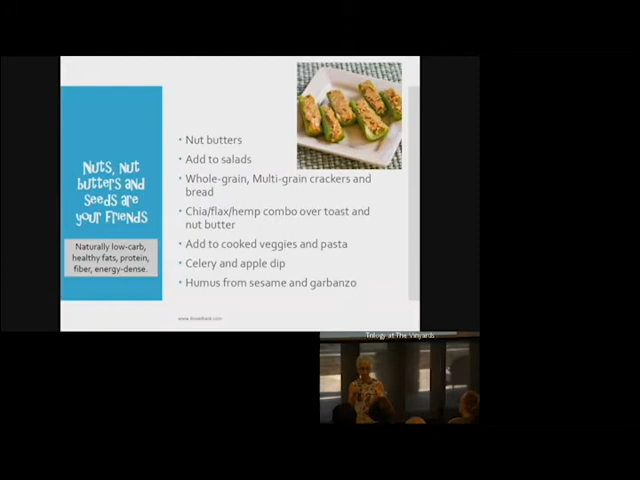 Nuts, Nut
butters and
Seeds are
your Friends
Naturally low-carb,
healthy fats, protein,
fiber, energy-dense.
• Nut butters
• Add to salads
• Whole-grain, Multi-grain crackers and
bread
• Chia/flax/hemp combo over toast and
nut butter
• Add to cooked veggies and pasta
• Celery and apple dip
• Humus from sesame and garbanzo
Trilogy at The Vinyards